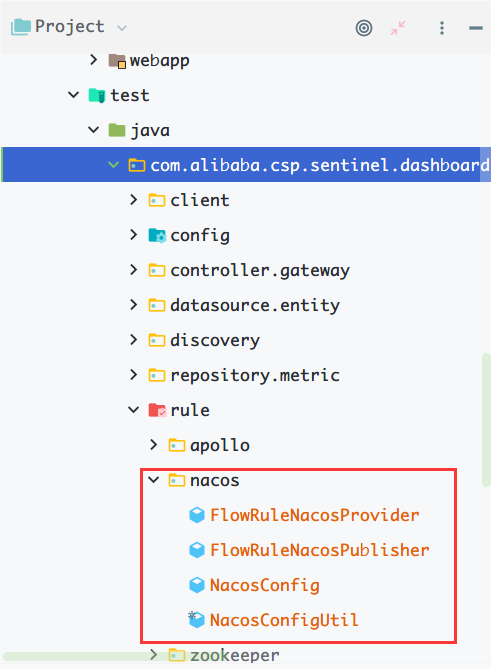 Project
webapp
test
java
com.alibaba.csp.sentinel.dashboard
client
config
controller.gateway
datasource.entity
discovery
repository.metric
rule
apollo
nacos
FlowRuleNacosProvider
FlowRuleNacosPublisher
NacosConfig
NacosConfigUtil
zookeeper